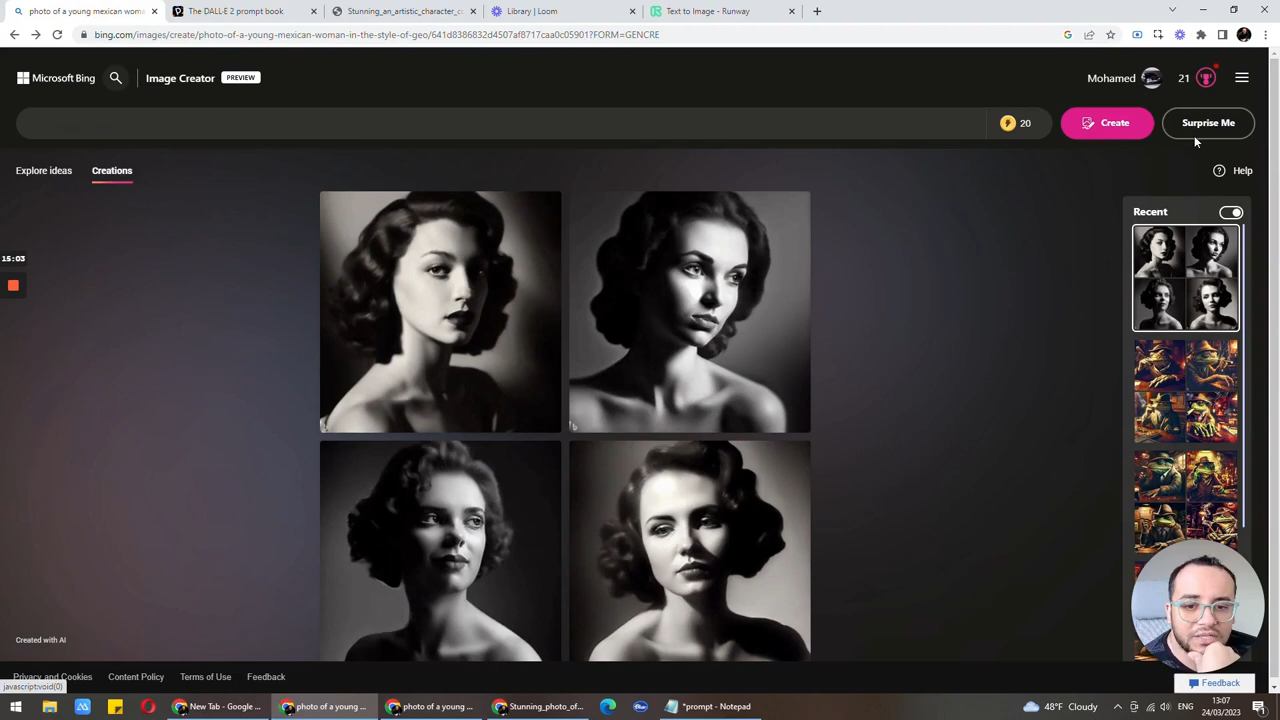 photo of a young mexican woma
The DALL·E 2 prompt book
Stunning_an_artistic_character_c
Library | Loom
Text to Image - Runway
bing.com/images/create/photo-of-a-young-mexican-woman-in-the-style-of-geo/641d8386832d4507af8717caa0c05901?FORM=GENCRE
Microsoft Bing
Image Creator
PREVIEW
Mohamed
21
20
Create
Surprise Me
Explore ideas
Creations
Help
Recent
15:03
Created with AI
Privacy and Cookies
Content Policy
Terms of Use
Feedback
Feedback
javascript:void(0)
New Tab - Google ...
photo of a young ...
photo of a young w...
Stunning_photo_of...
*prompt - Notepad
48°F Cloudy
13:07
24/03/2023